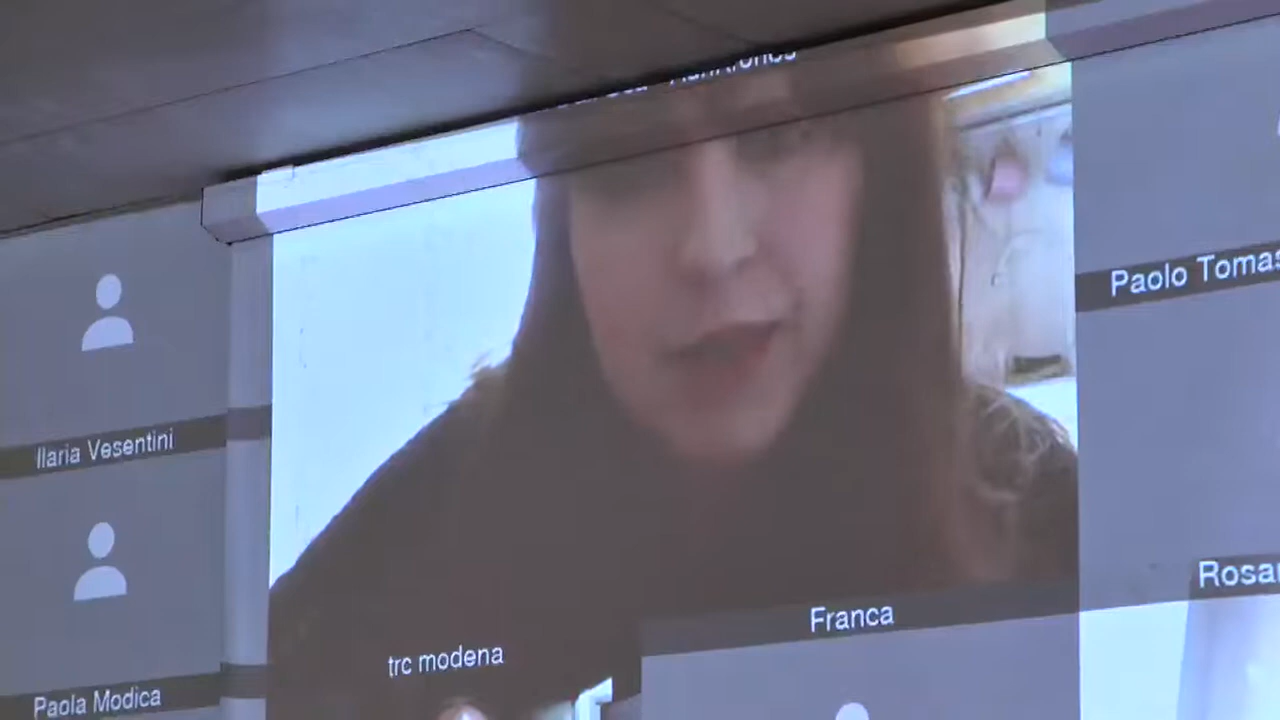 Paolo Tomas
Ilaria Vesentini
Rosar
Franca
trc modena
Paola Modica